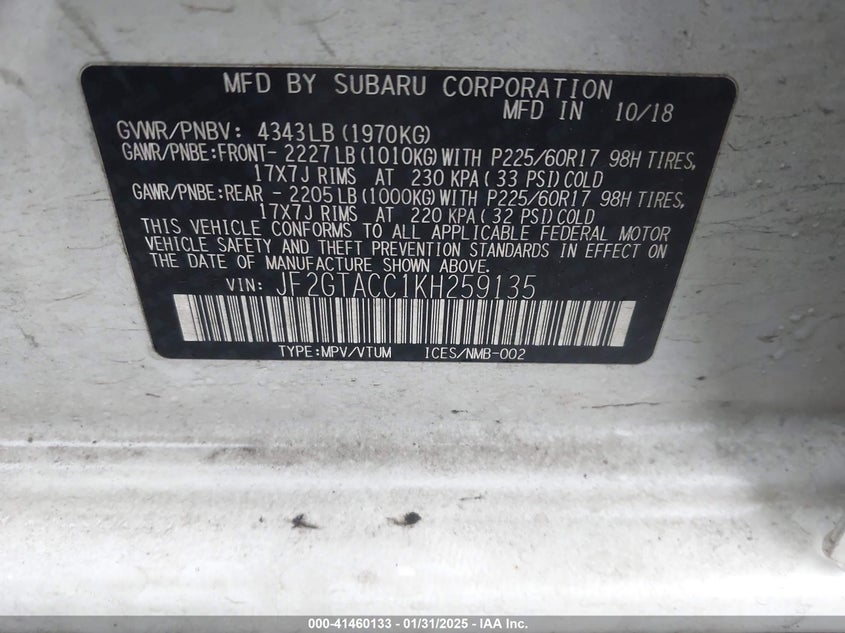 MFD BY SUBARU CORPORATION
MFD IN 10/18
GVWR/PNBV: 4343LB(1970KG)
GAWR/PNBE:FRONT-2227LB(1010KG)WITH P225/60R17 98H TIRES,
17X7J RIMS AT 230 KPA(33 PSI)COLD
GAWR/PNBE:REAR -2205LB(1000KG)WITH P225/60R17 98H TIRES,
17X7J RIMS AT 220 KPA(32 PSI)COLD
THIS VEHICLE CONFORMS TO ALL APPLICABLE FEDERAL MOTOR
VEHICLE SAFETY AND THEFT PREVENTION STANDARDS IN EFFECT ON
THE DATE OF MANUFACTURE SHOWN ABOVE.
VIN: JF2GTACC1KH259135
TYPE:MPV/VTUM ICES/NMB-002
000-41460133 - 01/31/2025 - IAA Inc.